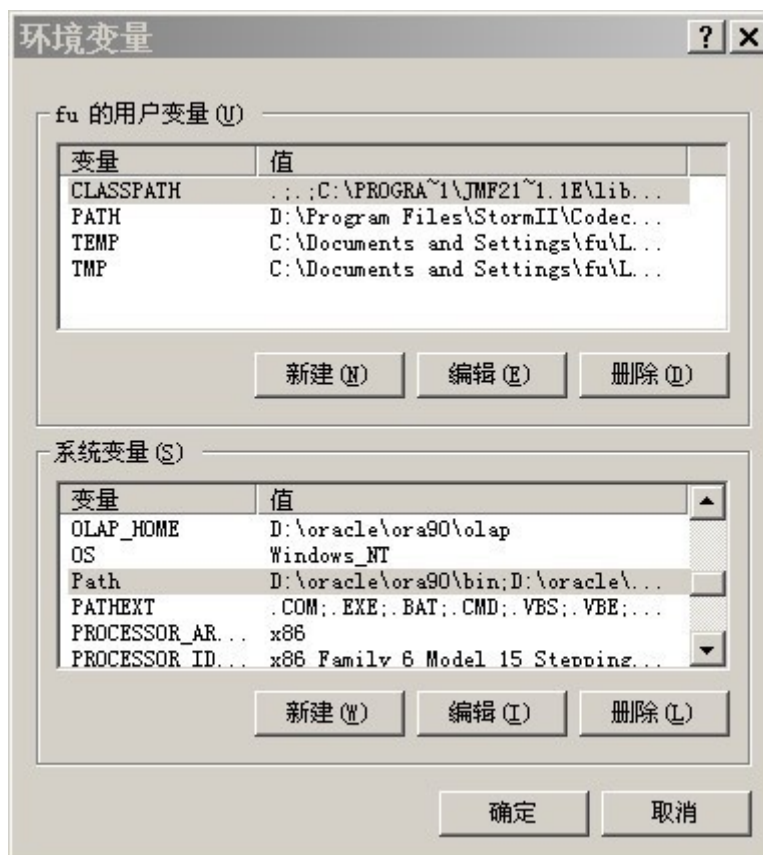 环境变量
fu 的用户变量(U)
变量 值
CLASSPATH .;.;C:\PROGRA~1\JMF21~1.1E\lib...
PATH D:\Program Files\StormII\Codec...
TEMP C:\Documents and Settings\fu\L...
TMP C:\Documents and Settings\fu\L...
新建(N) 编辑(E) 删除(D)
系统变量(S)
变量 值
OLAP_HOME D:\oracle\ora90\olap
OS Windows_NT
Path D:\oracle\ora90\bin;D:\oracle\...
PATHEXT .COM;.EXE;.BAT;.CMD;.VBS;.VBE;...
PROCESSOR_AR... x86
PROCESSOR_ID... x86 Family 6 Model 15 Stepping...
新建(W) 编辑(I) 删除(L)
确定 取消